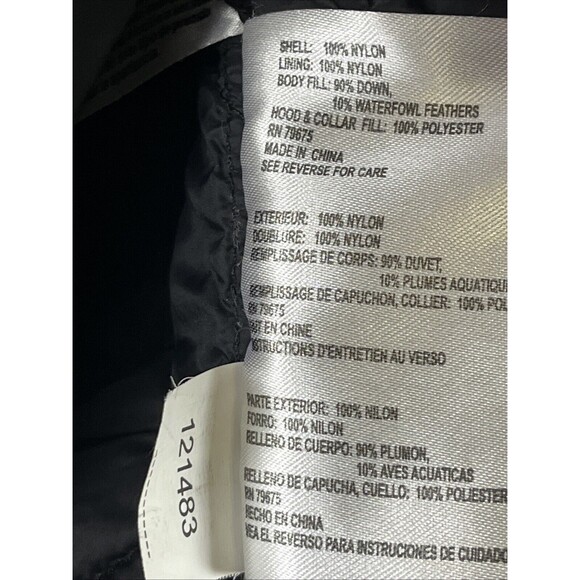 SHELL: 100% NYLON
LINING: 100% NYLON
BODY FILL: 90% DOWN,
10% WATERFOWL FEATHERS
HOOD & COLLAR FILL: 100% POLYESTER
RN 79675
MADE IN CHINA
SEE REVERSE FOR CARE
EXTERIEUR: 100% NYLON
DOUBLURE: 100% NYLON
REMPLISSAGE DE CORPS: 90% DUVET,
10% PLUMES AQUATIQU
REMPLISSAGE DE CAPUCHON, COLLIER: 100% POL
RN 79675
EN CHINE
NSTRUCTIONS D'ENTRETIEN AU VERSO
PARTE EXTERIOR: 100% NILON
FORRO: 100% NILON
RELLENO DE CUERPO: 90% PLUMON,
10% AVES ACUATICAS
RELLENO DE CAPUCHA, CUELLO: 100% POLIESTER
RN 79675
HECHO EN CHINA
VEA EL REVERSO PARA INSTRUCCIONES DE CUIDADO
121483